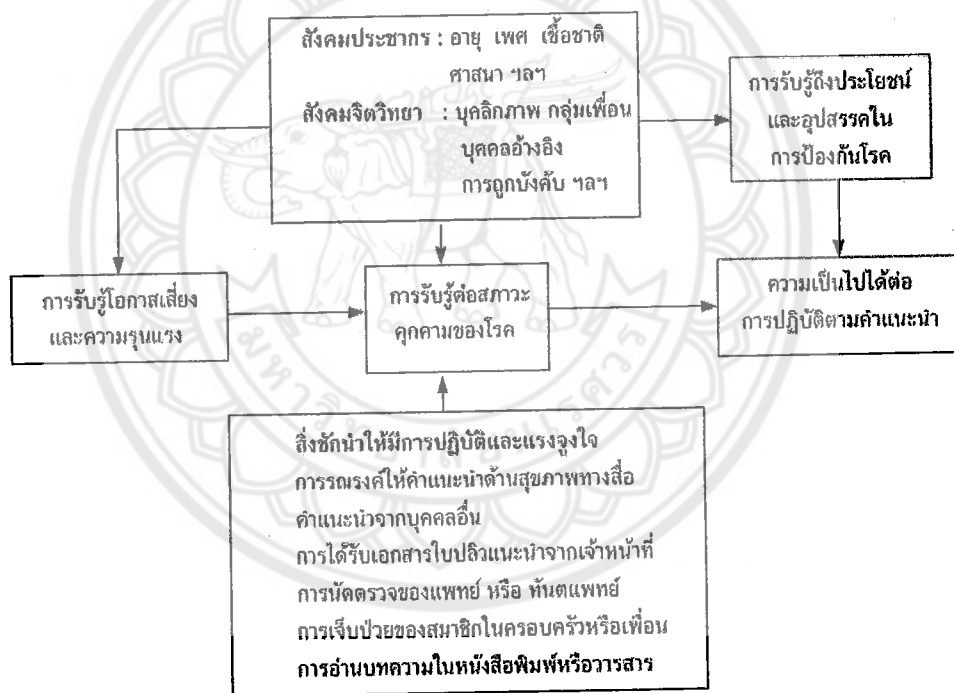 สังคมประชากร : อายุ เพศ เชื้อชาติ
ศาสนา ฯลฯ
สังคมจิตวิทยา : บุคลิกภาพ กลุ่มเพื่อน
บุคคลอ้างอิง
การถูกบังคับ ฯลฯ
การรับรู้ถึงประโยชน์
และอุปสรรคใน
การป้องกันโรค
การรับรู้โอกาสเสี่ยง
และความรุนแรง
การรับรู้ต่อสภาวะ
คุกคามของโรค
ความเป็นไปได้ต่อ
การปฏิบัติตามคำแนะนำ
สิ่งชักนำให้มีการปฏิบัติและแรงจูงใจ
การรณรงค์ให้คำแนะนำด้านสุขภาพทางสื่อ
คำแนะนำจากบุคคลอื่น
การได้รับเอกสารใบปลิวแนะนำจากเจ้าหน้าที่
การนัดตรวจของแพทย์ หรือ ทันตแพทย์
การเจ็บป่วยของสมาชิกในครอบครัวหรือเพื่อน
การอ่านบทความในหนังสือพิมพ์หรือวารสาร